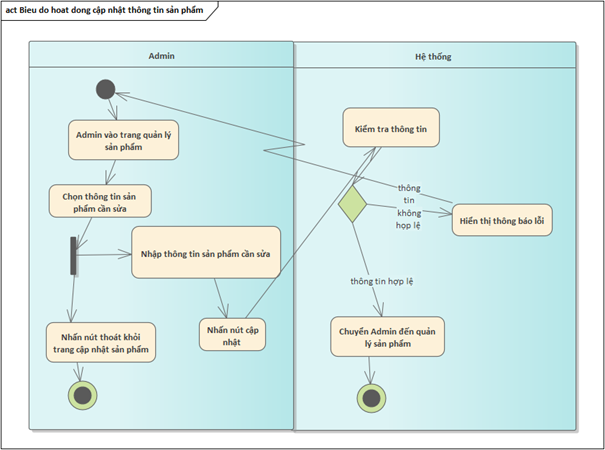 act Bieu do hoat dong cập nhật thông tin sản phẩm
Admin
Hệ thống
Admin vào trang quản lý
sản phẩm
Chọn thông tin sản
phẩm cần sửa
Nhập thông tin sản phẩm cần sửa
Nhấn nút thoát khỏi
trang cập nhật sản phẩm
Nhấn nút cập
nhật
Kiểm tra thông tin
thông
tin
không
hợp lệ
Hiển thị thông báo lỗi
thông tin hợp lệ
Chuyển Admin đến quản
lý sản phẩm